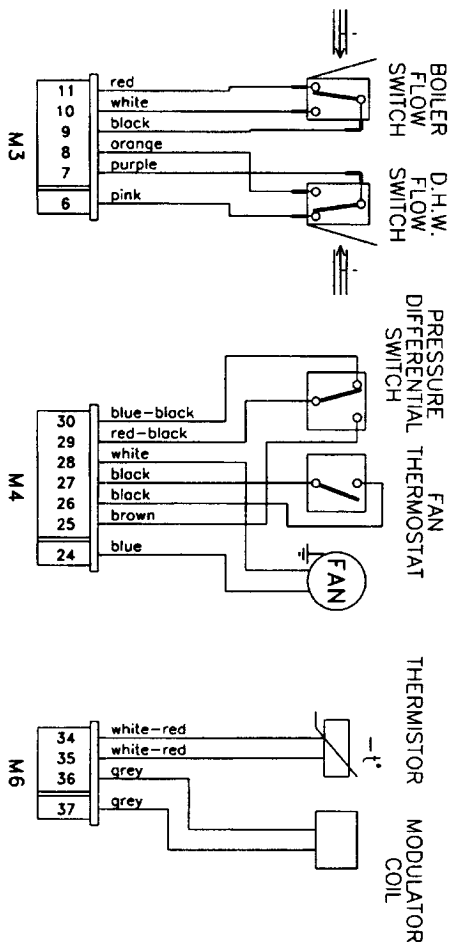 BOILER
FLOW
SWITCH
D.H.W.
FLOW
SWITCH
11 red
10 white
9 black
8 orange
7 purple
6 pink
M3
PRESSURE
DIFFERENTIAL
SWITCH
FAN
THERMOSTAT
30 blue-black
29 red-black
28 white
27 black
26 black
25 brown
24 blue
FAN
M4
THERMISTOR
MODULATOR
COIL
-t°
34 white-red
35 white-red
36 grey
37 grey
M6